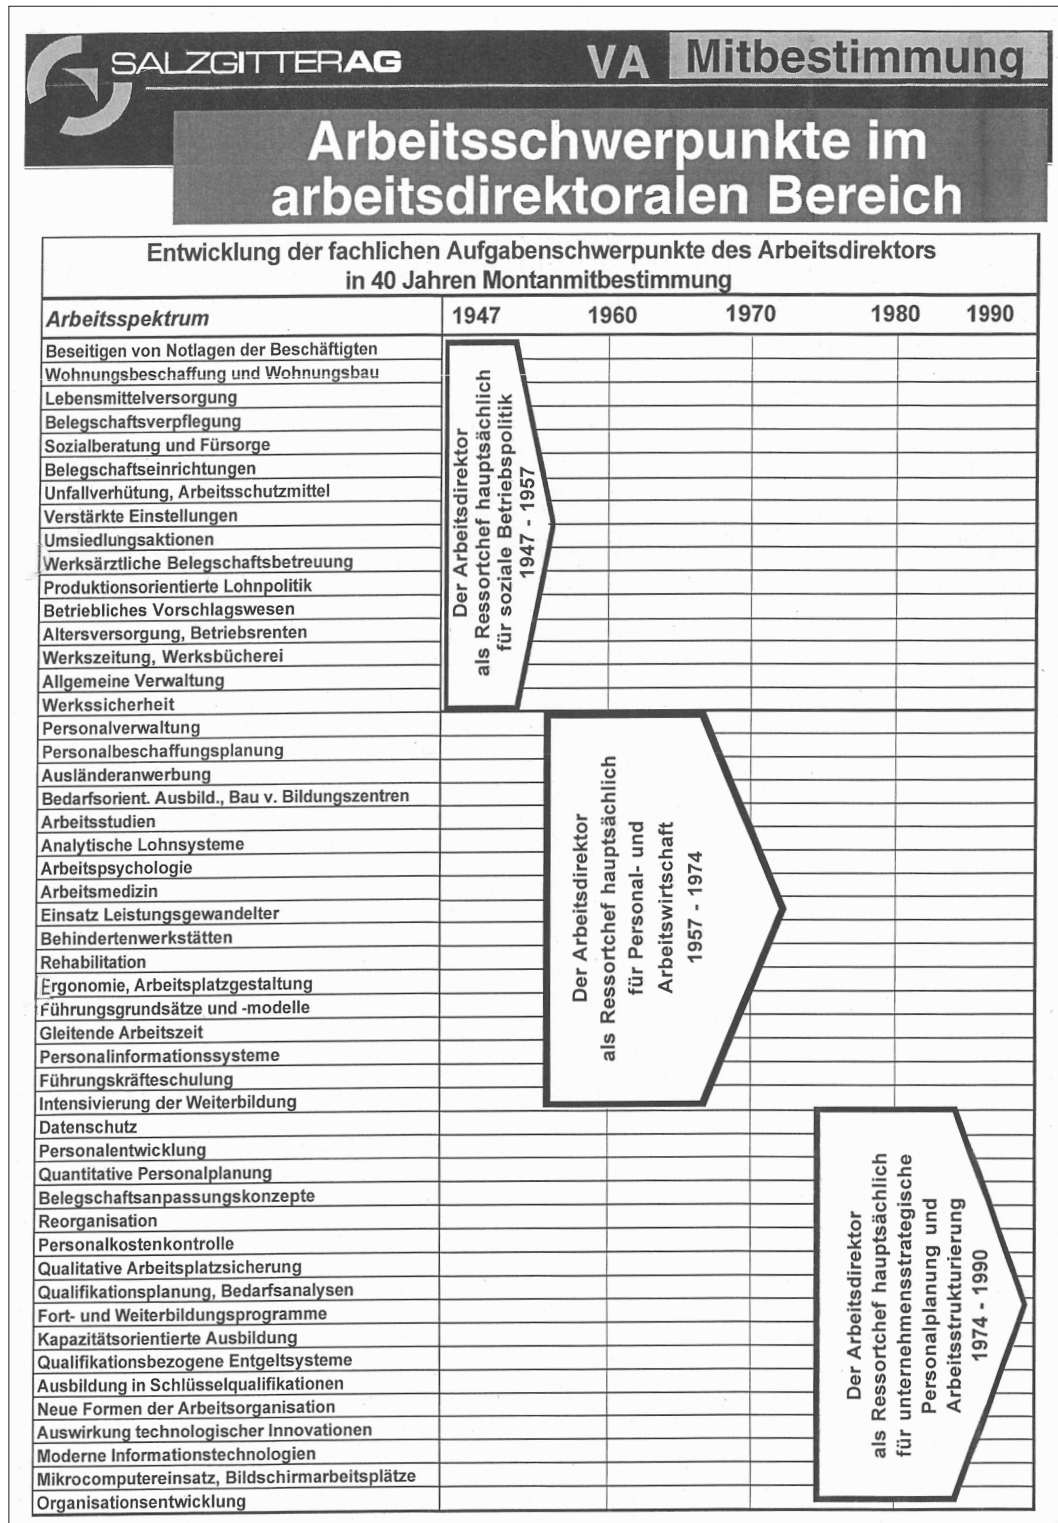 SALZGITTERAG
VA Mitbestimmung
Arbeitsschwerpunkte im
arbeitsdirektoralen Bereich
Entwicklung der fachlichen Aufgabenschwerpunkte des Arbeitsdirektors
in 40 Jahren Montanmitbestimmung
Arbeitsspektrum 1947 1960 1970 1980 1990
Beseitigen von Notlagen der Beschäftigten
Wohnungsbeschaffung und Wohnungsbau
Lebensmittelversorgung
Belegschaftsverpflegung
Sozialberatung und Fürsorge
Belegschaftseinrichtungen
Unfallverhütung, Arbeitsschutzmittel
Verstärkte Einstellungen
Umsiedlungsaktionen
Werksärztliche Belegschaftsbetreuung
Produktionsorientierte Lohnpolitik
Betriebliches Vorschlagswesen
Altersversorgung, Betriebsrenten
Werkszeitung, Werksbücherei
Allgemeine Verwaltung
Werkssicherheit
Der Arbeitsdirektor
als Ressortchef hauptsächlich
für soziale Betriebspolitik
1947 - 1957
Personalverwaltung
Personalbeschaffungsplanung
Ausländeranwerbung
Bedarfsorient. Ausbild., Bau v. Bildungszentren
Arbeitsstudien
Analytische Lohnsysteme
Arbeitspsychologie
Arbeitsmedizin
Einsatz Leistungsgewandelter
Behindertenwerkstätten
Rehabilitation
Ergonomie, Arbeitsplatzgestaltung
Führungsgrundsätze und -modelle
Gleitende Arbeitszeit
Personalinformationssysteme
Führungskräfteschulung
Intensivierung der Weiterbildung
Der Arbeitsdirektor
als Ressortchef hauptsächlich
für Personal- und
Arbeitswirtschaft
1957 - 1974
Datenschutz
Personalentwicklung
Quantitative Personalplanung
Belegschaftsanpassungskonzepte
Reorganisation
Personalkostenkontrolle
Qualitative Arbeitsplatzsicherung
Qualifikationsplanung, Bedarfsanalysen
Fort- und Weiterbildungsprogramme
Kapazitätsorientierte Ausbildung
Qualifikationsbezogene Entgeltsysteme
Ausbildung in Schlüsselqualifikationen
Neue Formen der Arbeitsorganisation
Auswirkung technologischer Innovationen
Moderne Informationstechnologien
Mikrocomputereinsatz, Bildschirmarbeitsplätze
Organisationsentwicklung
Der Arbeitsdirektor
als Ressortchef hauptsächlich
für unternehmensstrategische
Personalplanung und
Arbeitsstrukturierung
1974 - 1990